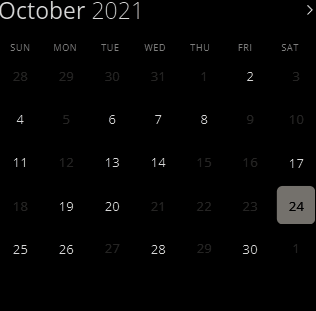 October 2021
SUN MON TUE WED THU FRI SAT
28 29 30 31 1 2 3
4 5 6 7 8 9 10
11 12 13 14 15 16 17
18 19 20 21 22 23 24
25 26 27 28 29 30 1